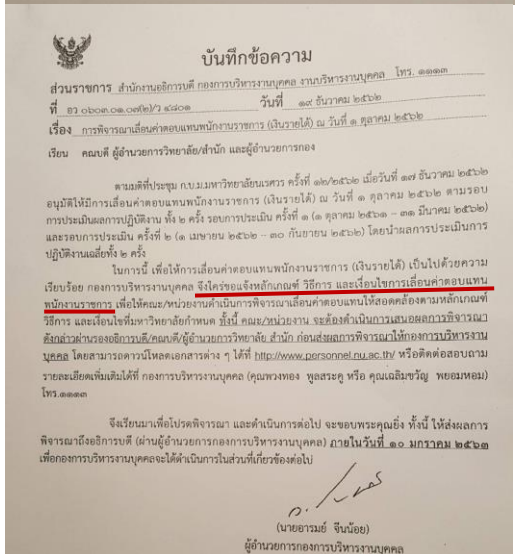 บันทึกข้อความ
ส่วนราชการ สำนักงานอธิการบดี กองการบริหารงานบุคคล งานบริหารงานบุคคล โทร. ๑๑๑๓
ที่ อว ๐๖๐๓.๐๑.๐๗(๒)/ว ๔๘๐๑ วันที่ ๑๙ ธันวาคม ๒๕๖๒
เรื่อง การพิจารณาเลื่อนค่าตอบแทนพนักงานราชการ (เงินรายได้) ณ วันที่ ๑ ตุลาคม ๒๕๖๒
เรียน คณบดี ผู้อำนวยการวิทยาลัย/สำนัก และผู้อำนวยการกอง
ตามมติที่ประชุม ก.บ.ม.มหาวิทยาลัยนเรศวร ครั้งที่ ๑๒/๒๕๖๒ เมื่อวันที่ ๑๗ ธันวาคม ๒๕๖๒
อนุมัติให้มีการเลื่อนค่าตอบแทนพนักงานราชการ (เงินรายได้) ณ วันที่ ๑ ตุลาคม ๒๕๖๒ ตามรอบ
การประเมินผลการปฏิบัติงาน ทั้ง ๒ ครั้ง รอบการประเมิน ครั้งที่ ๑ (๑ ตุลาคม ๒๕๖๑ – ๓๑ มีนาคม ๒๕๖๒)
และรอบการประเมิน ครั้งที่ ๒ (๑ เมษายน ๒๕๖๒ – ๓๐ กันยายน ๒๕๖๒) โดยนำผลการประเมินการ
ปฏิบัติงานเฉลี่ยทั้ง ๒ ครั้ง
ในการนี้ เพื่อให้การเลื่อนค่าตอบแทนพนักงานราชการ (เงินรายได้) เป็นไปด้วยความ
เรียบร้อย กองการบริหารงานบุคคล จึงใคร่ขอแจ้งหลักเกณฑ์ วิธีการ และเงื่อนไขการเลื่อนค่าตอบแทน
พนักงานราชการ เพื่อให้คณะ/หน่วยงานดำเนินการพิจารณาเลื่อนค่าตอบแทนให้สอดคล้องตามหลักเกณฑ์
วิธีการ และเงื่อนไขที่มหาวิทยาลัยกำหนด ทั้งนี้ คณะ/หน่วยงาน จะต้องดำเนินการเสนอผลการพิจารณา
ดังกล่าวผ่านรองอธิการบดี/คณบดี/ผู้อำนวยการวิทยาลัย สำนัก ก่อนส่งผลการพิจารณาให้กองการบริหารงาน
บุคคล โดยสามารถดาวน์โหลดเอกสารต่าง ๆ ได้ที่ http://www.personnel.nu.ac.th/ หรือติดต่อสอบถาม
รายละเอียดเพิ่มเติมได้ที่ กองการบริหารงานบุคคล (คุณพวงทอง พูลสระคู หรือ คุณเฉลิมขวัญ พยอมหอม)
โทร.๑๑๑๓
จึงเรียนมาเพื่อโปรดพิจารณา และดำเนินการต่อไป จะขอบพระคุณยิ่ง ทั้งนี้ ให้ส่งผลการ
พิจารณาถึงอธิการบดี (ผ่านผู้อำนวยการกองการบริหารงานบุคคล) ภายในวันที่ ๑๐ มกราคม ๒๕๖๓
เพื่อกองการบริหารงานบุคคลจะได้ดำเนินการในส่วนที่เกี่ยวข้องต่อไป
(นายอารมย์ จีนน้อย)
ผู้อำนวยการกองการบริหารงานบุคคล